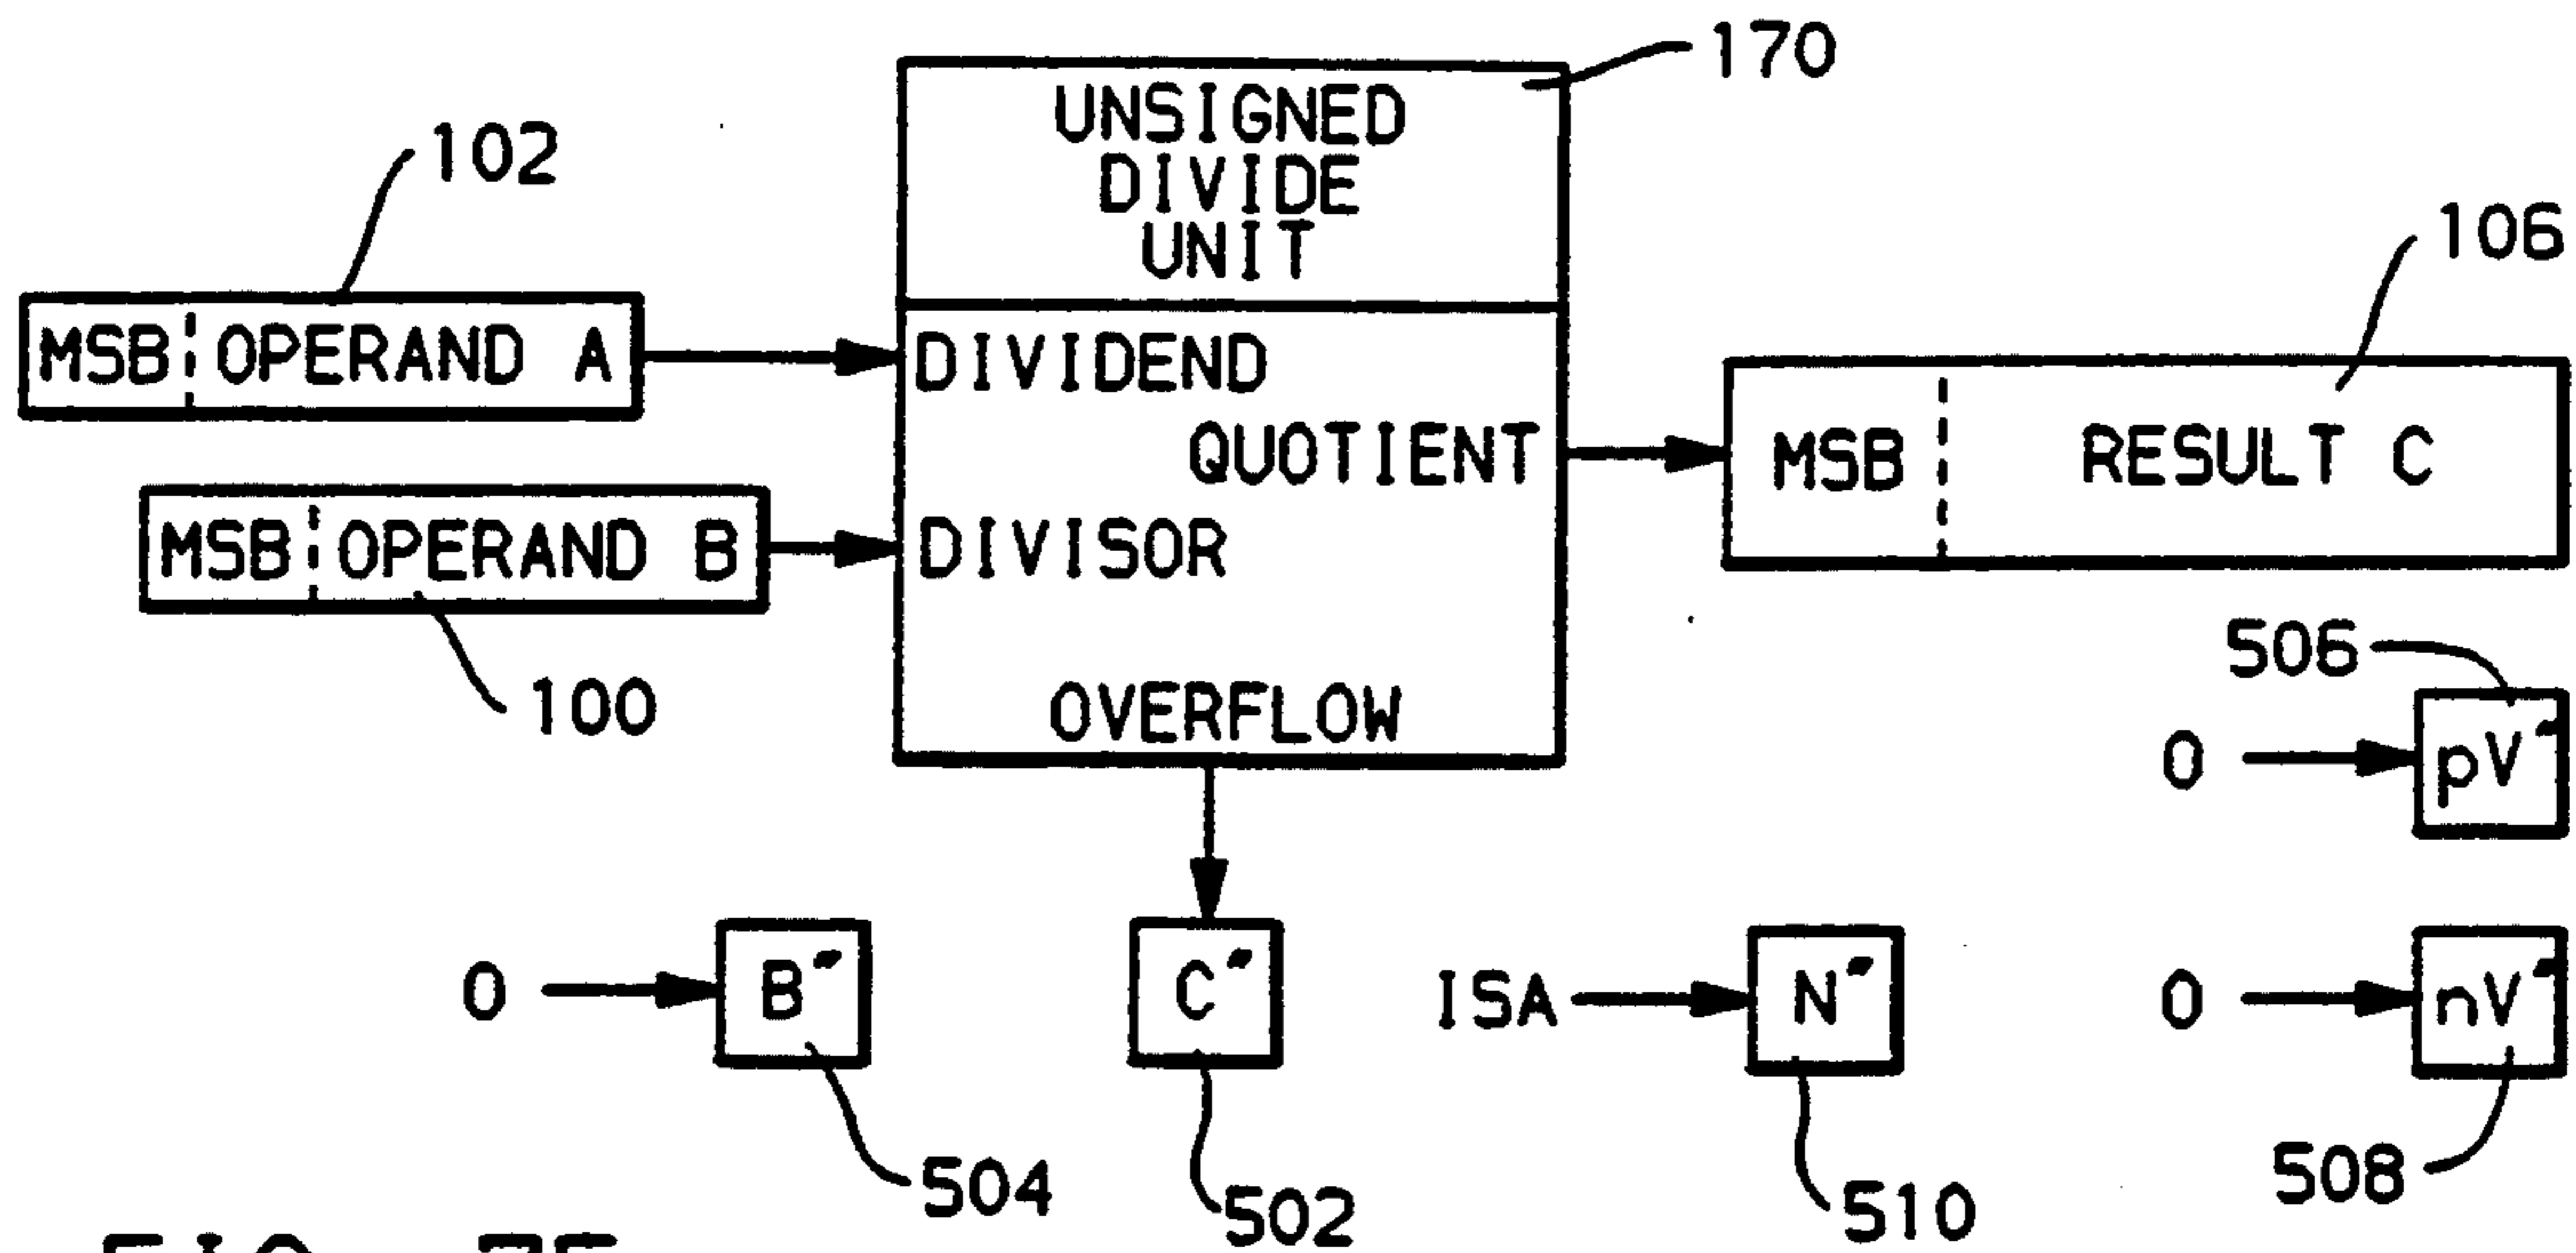 170
UNSIGNED
DIVIDE
UNIT
102
106
MSB OPERAND A
DIVIDEND
QUOTIENT
MSB RESULT C
MSB OPERAND B
DIVISOR
100
506
OVERFLOW
0 pV'
0 B'
C'
ISA N'
0 nV'
504
502
510
508